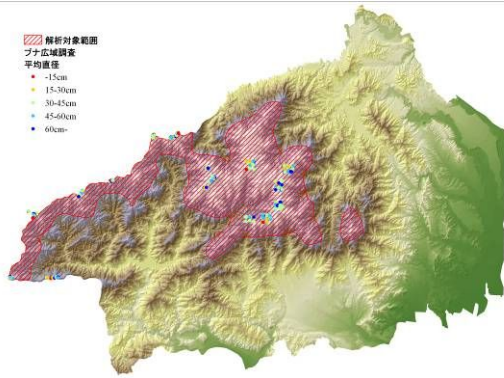 解析対象範囲
ブナ広域調査
平均直径
-15cm
15-30cm
30-45cm
45-60cm
60cm-